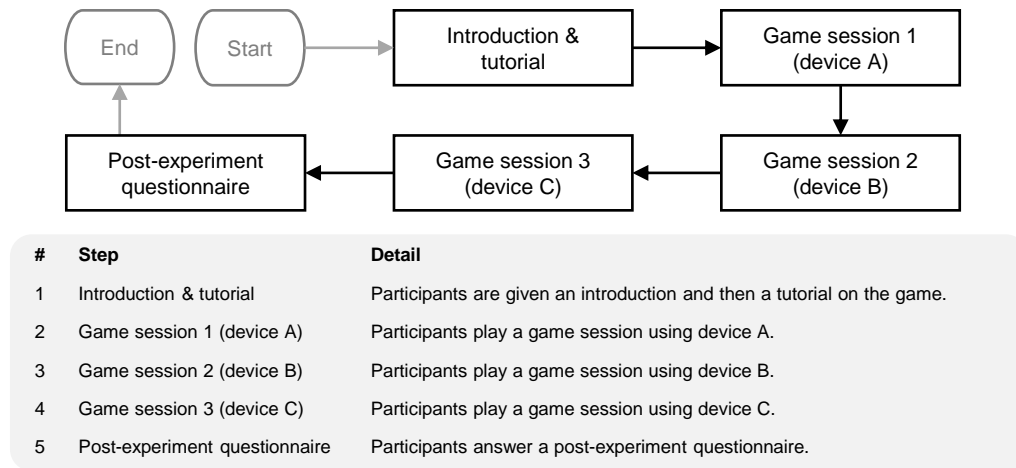 End
Start
Introduction &
tutorial
Game session 1
(device A)
Post-experiment
questionnaire
Game session 3
(device C)
Game session 2
(device B)
# Step Detail
1 Introduction & tutorial Participants are given an introduction and then a tutorial on the game.
2 Game session 1 (device A) Participants play a game session using device A.
3 Game session 2 (device B) Participants play a game session using device B.
4 Game session 3 (device C) Participants play a game session using device C.
5 Post-experiment questionnaire Participants answer a post-experiment questionnaire.